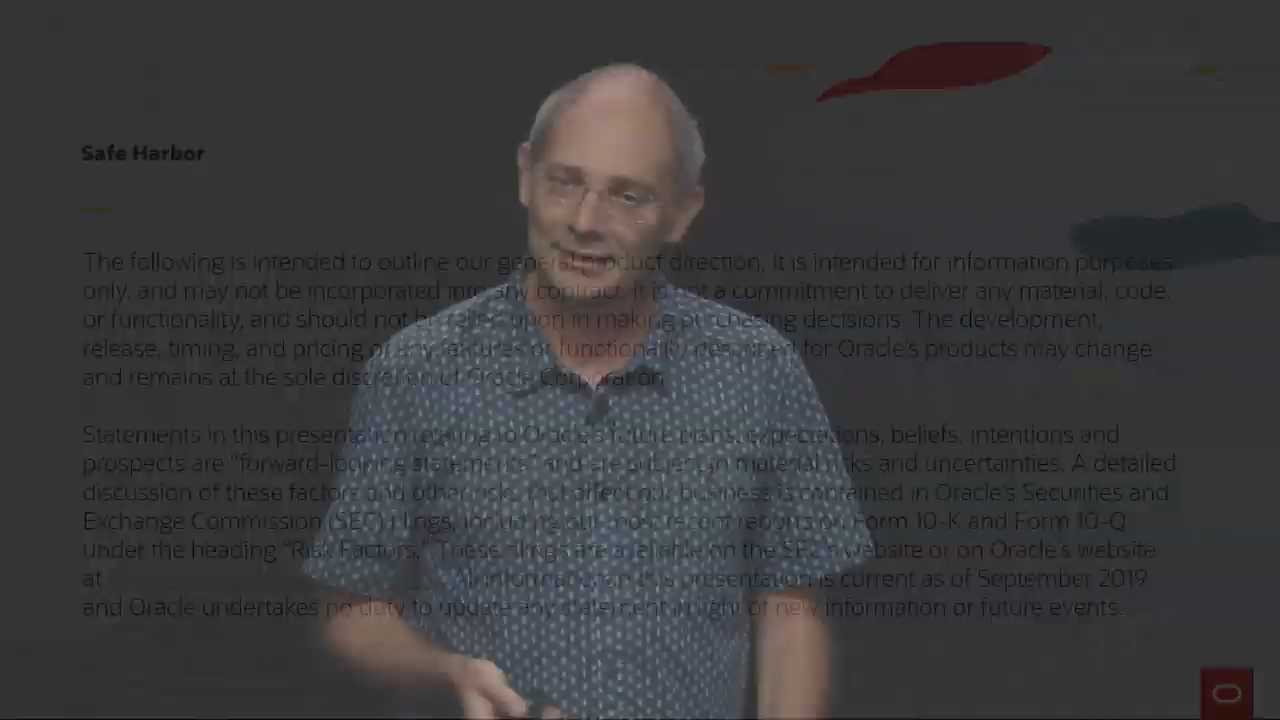 Safe Harbor
The following is intended to outline our general product direction. It is intended for information purposes
only, and may not be incorporated into any contract. It is not a commitment to deliver any material, code,
or functionality, and should not be relied upon in making purchasing decisions. The development,
release, timing, and pricing of any features or functionality described for Oracle's products may change
and remains at the sole discretion of Oracle Corporation.
Statements in this presentation relating to Oracle's future plans, expectations, beliefs, intentions and
prospects are "forward-looking statements" and are subject to material risks and uncertainties. A detailed
discussion of these factors and other risks that affect our business is contained in Oracle's Securities and
Exchange Commission (SEC) filings, including our most recent reports on Form 10-K and Form 10-Q
under the heading "Risk Factors." These filings are available on the SEC's website or on Oracle's website
at All information in this presentation is current as of September 2019
and Oracle undertakes no duty to update any statement in light of new information or future events.